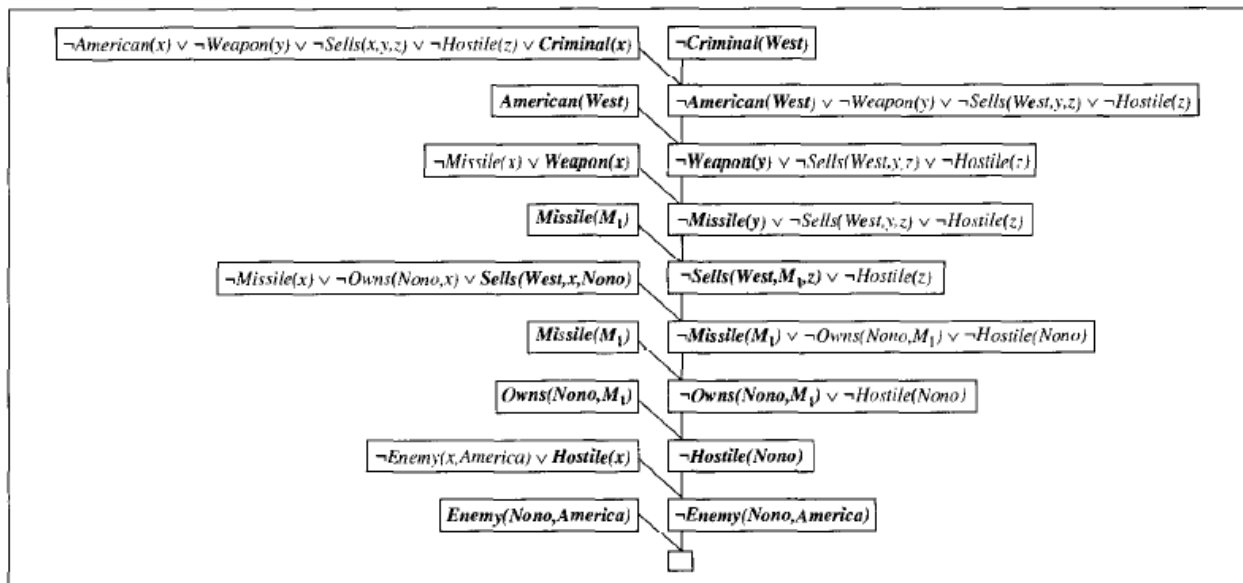 ¬American(x) ∨ ¬Weapon(y) ∨ ¬Sells(x,y,z) ∨ ¬Hostile(z) ∨ Criminal(x) ¬Criminal(West)
American(West) ¬American(West) ∨ ¬Weapon(y) ∨ ¬Sells(West,y,z) ∨ ¬Hostile(z)
¬Missile(x) ∨ Weapon(x) ¬Weapon(y) ∨ ¬Sells(West,y,z) ∨ ¬Hostile(z)
Missile(M₁) ¬Missile(y) ∨ ¬Sells(West,y,z) ∨ ¬Hostile(z)
¬Missile(x) ∨ ¬Owns(Nono,x) ∨ Sells(West,x,Nono) ¬Sells(West,M₁,z) ∨ ¬Hostile(z)
Missile(M₁) ¬Missile(M₁) ∨ ¬Owns(Nono,M₁) ∨ ¬Hostile(Nono)
Owns(Nono,M₁) ¬Owns(Nono,M₁) ∨ ¬Hostile(Nono)
¬Enemy(x,America) ∨ Hostile(x) ¬Hostile(Nono)
Enemy(Nono,America) ¬Enemy(Nono,America)